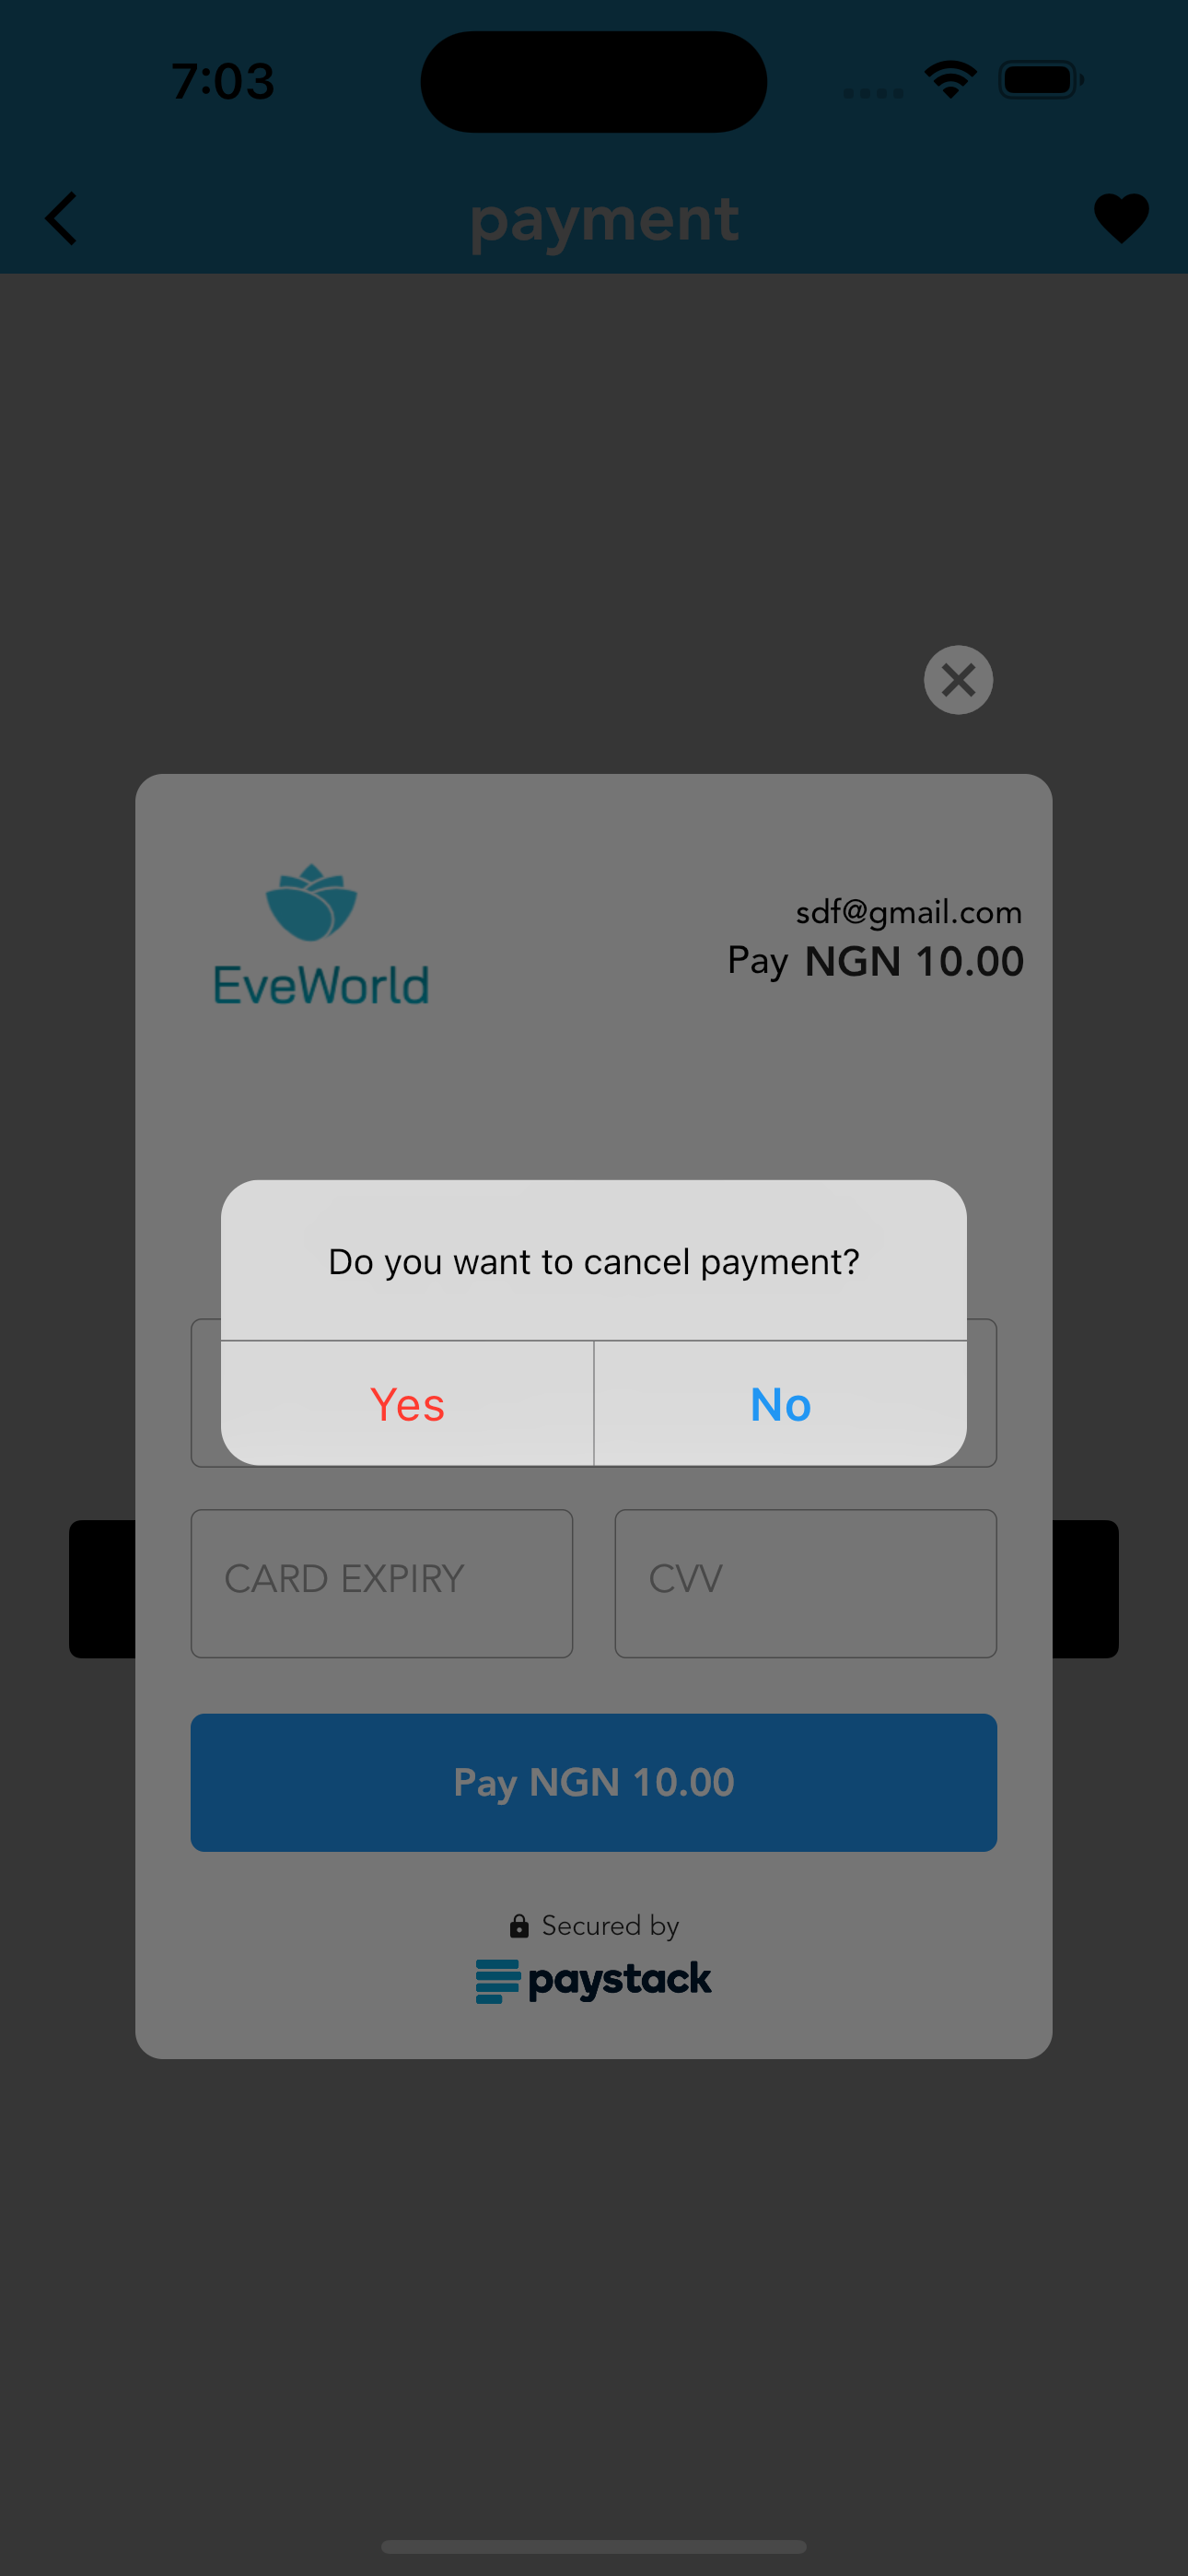 7:03
payment
EveWorld
sdf@gmail.com
Pay NGN 10.00
Do you want to cancel payment?
Yes No
CARD EXPIRY CVV
Pay NGN 10.00
Secured by
paystack